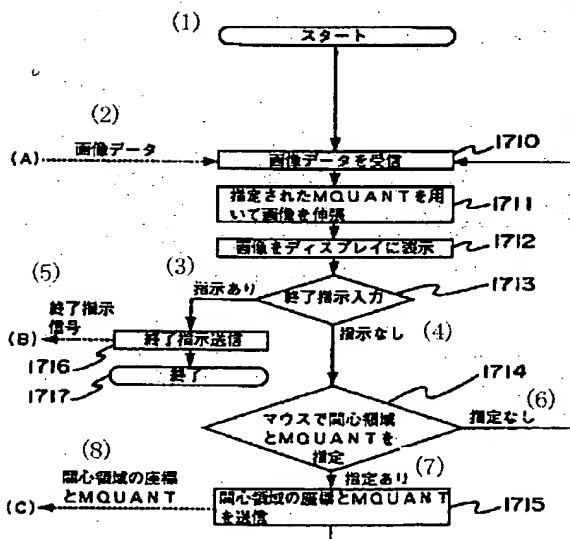 (1)
スタート
(2)
画像データ
(A)
1710
画像データを受信
指定されたMQUANTを用
いて画像を伸張
1711
画像をディスプレイに表示
1712
(3)
指示あり
終了指示入力
1713
(5)
終了指示
信号
(B)
終了指示送信
1716
指示なし
(4)
終了
1717
1714
マウスで関心領域
とMQUANTを
指定
(6)
指定なし
(8)
指定あり
(7)
関心領域の座標
とMQUANT
(C)
関心領域の座標とMQUANT
を送信
1715